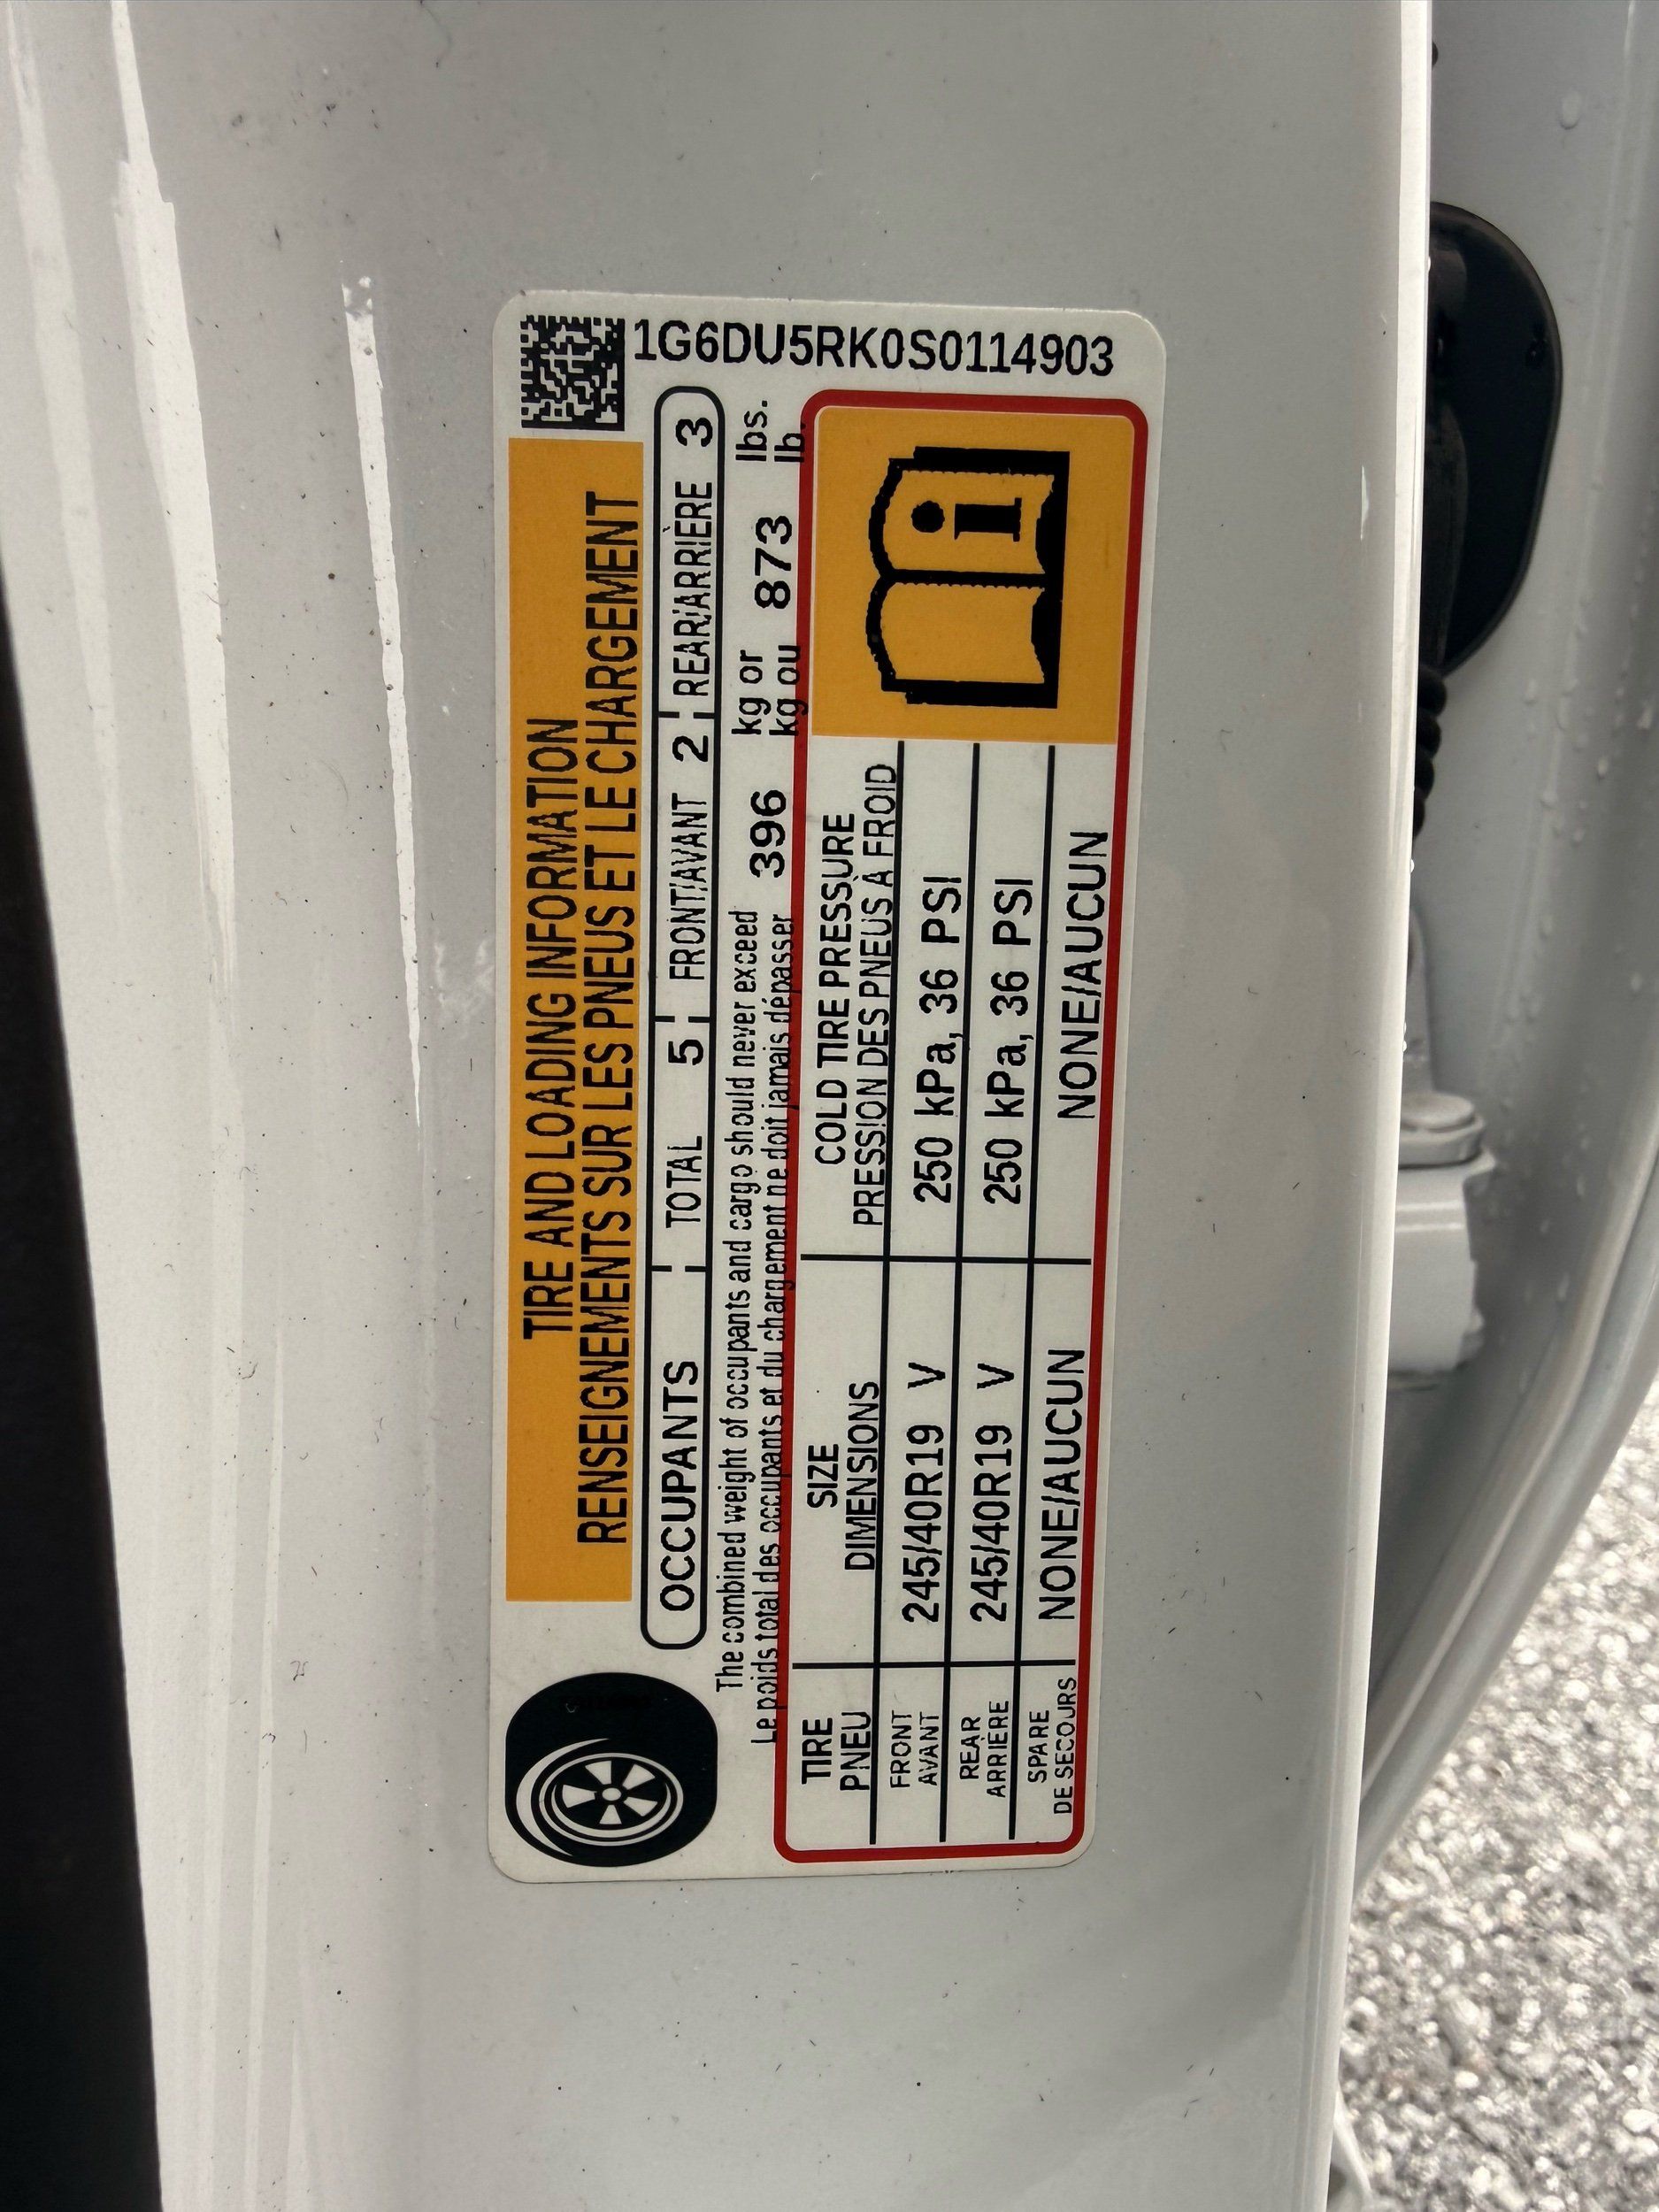 TIRE AND LOADING INFORMATION
RENSEIGNEMENTS SUR LES PNEUS ET LE CHARGEMENT
1G6DU5RK0S0114903
OCCUPANTS TOTAL 5 FRONT/AVANT 2 REAR/ARRIÈRE 3
The combined weight of occupants and cargo should never exceed 396 kg or 873 lbs.
Le poids total des occupants et du chargement ne doit jamais dépasser kg ou lb.
TIRE SIZE COLD TIRE PRESSURE
PNEU DIMENSIONS PRESSION DES PNEUS À FROID
FRONT
AVANT 245/40R19 V 250 kPa, 36 PSI
REAR
ARRIÈRE 245/40R19 V 250 kPa, 36 PSI
SPARE
DE SECOURS NONE/AUCUN NONE/AUCUN
i